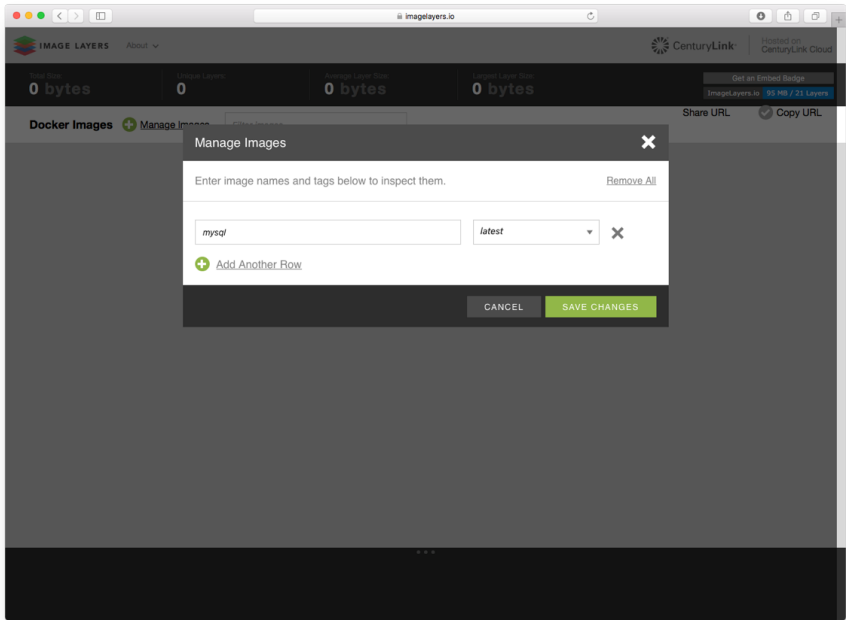 imagelayers.io
IMAGE LAYERS About
CenturyLink Hosted on
CenturyLink Cloud
Total Size: Unique Layers: Average Layer Size: Largest Layer Size:
0 bytes 0 0 bytes 0 bytes
Get an Embed Badge
ImageLayers.io 95 MB / 21 Layers
Share URL Copy URL
Docker Images Manage Images Filter Images
Manage Images
Enter image names and tags below to inspect them. Remove All
mysql latest
Add Another Row
CANCEL SAVE CHANGES